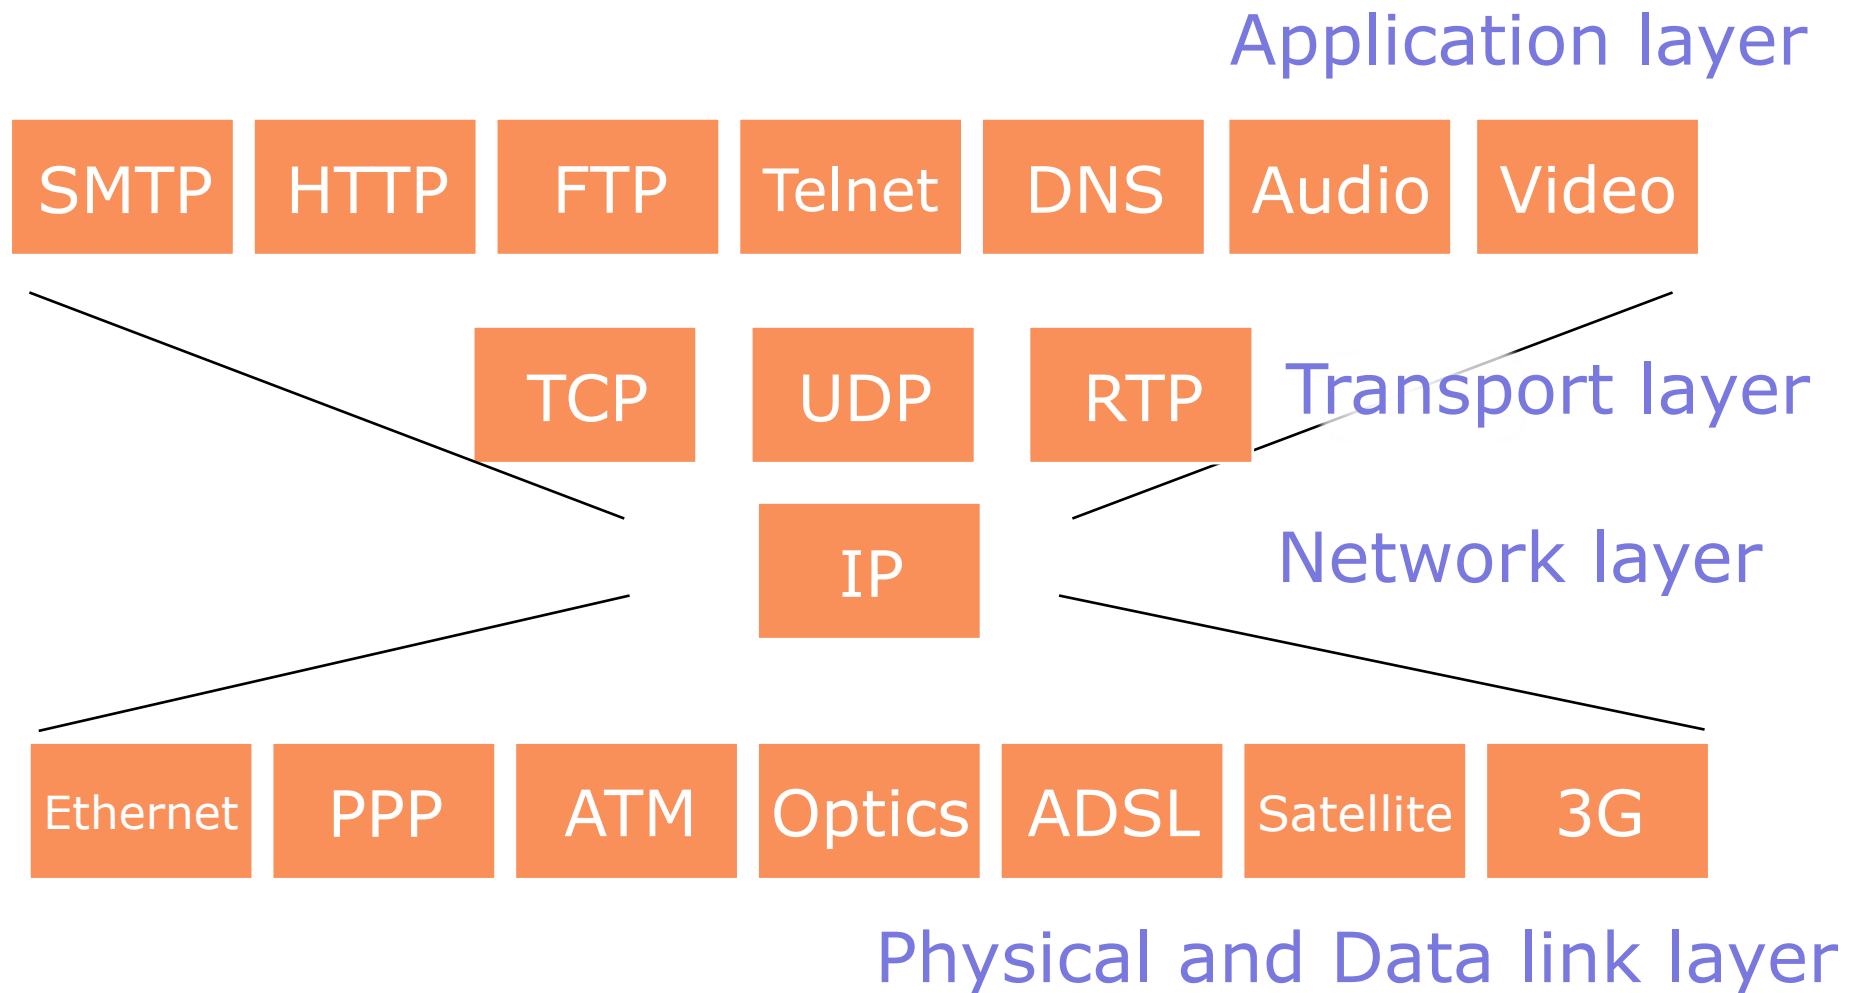 Application layer
SMTP HTTP FTP Telnet DNS Audio Video
TCP UDP RTP Transport layer
IP Network layer
Ethernet PPP ATM Optics ADSL Satellite 3G
Physical and Data link layer